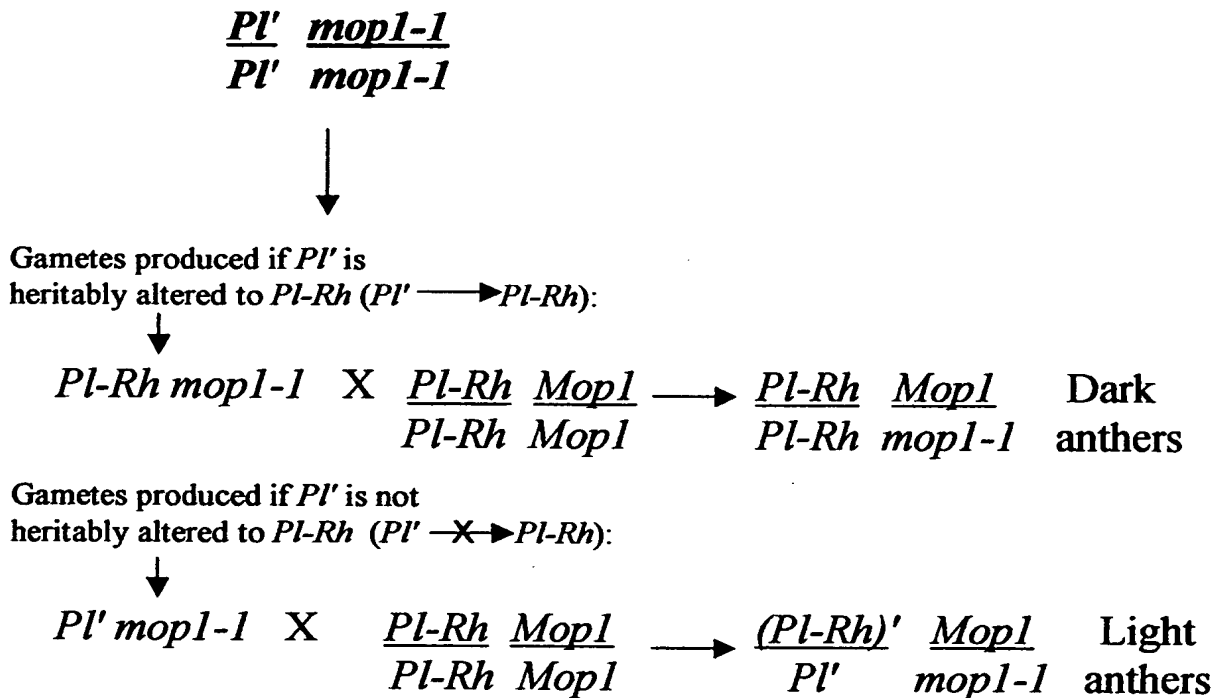 Pl' mop1-1
Pl' mop1-1
Gametes produced if Pl' is
heritably altered to Pl-Rh (Pl' → Pl-Rh):
Pl-Rh mop1-1 X Pl-Rh Mop1 → Pl-Rh Mop1 Dark
Pl-Rh Mop1 Pl-Rh mop1-1 anthers
Gametes produced if Pl' is not
heritably altered to Pl-Rh (Pl' -X→ Pl-Rh):
Pl' mop1-1 X Pl-Rh Mop1 → (Pl-Rh)' Mop1 Light
Pl-Rh Mop1 Pl' mop1-1 anthers